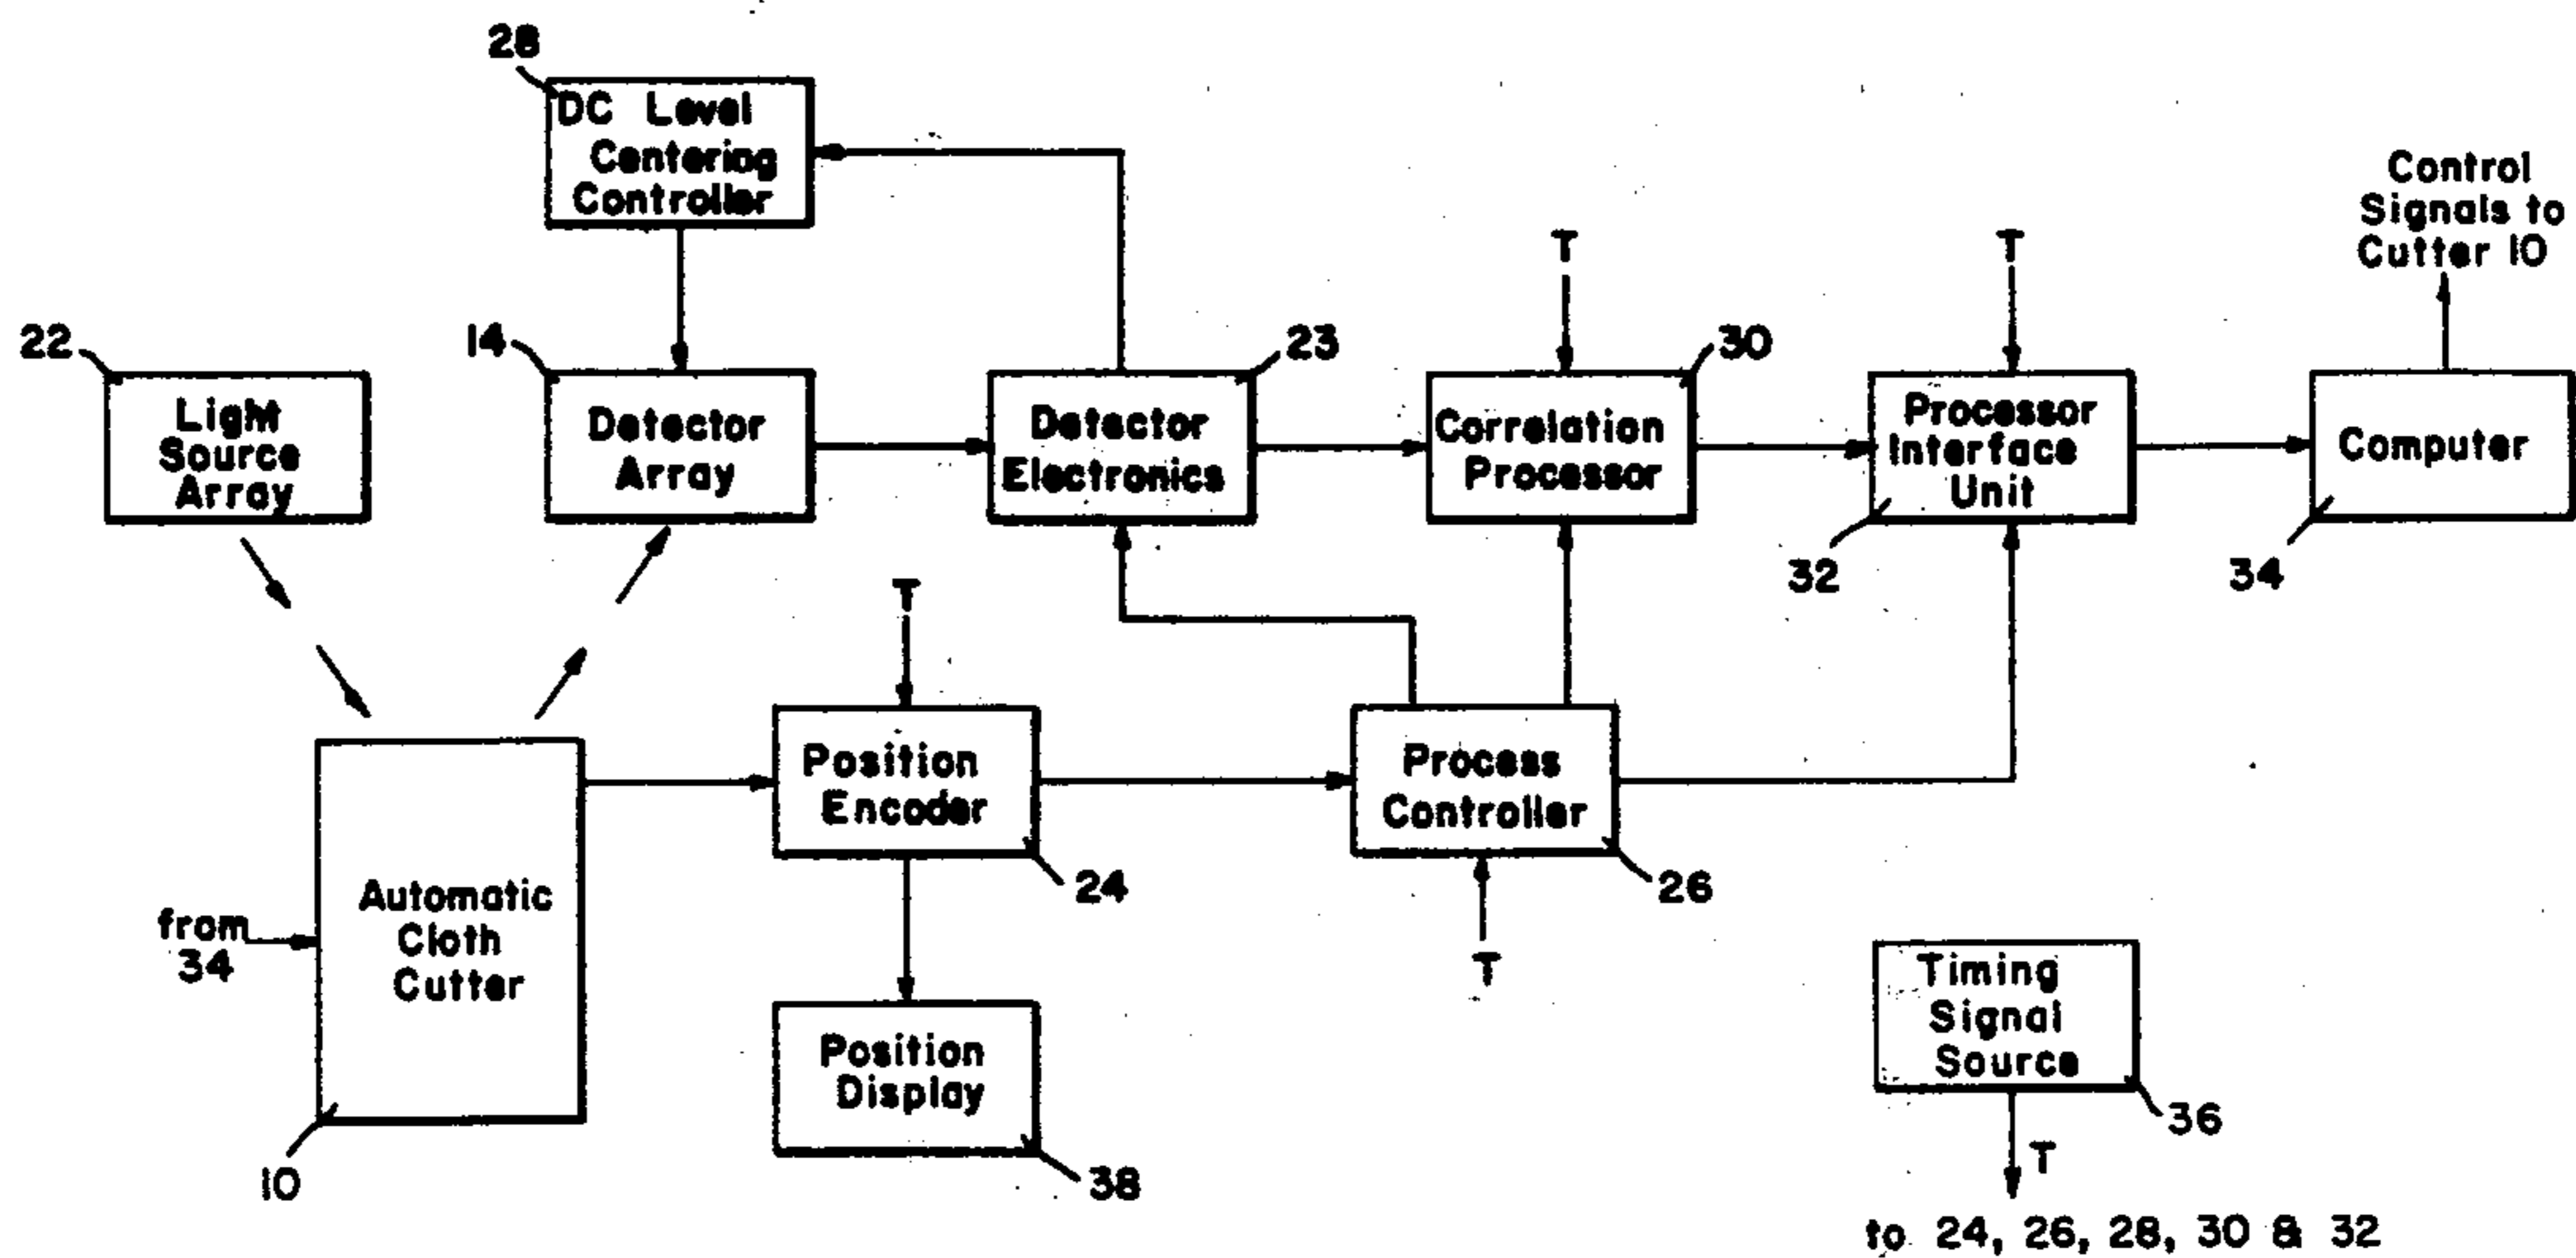 28
DC Level
Centering
Controller
Control
Signals to
Cutter 10
T
T
22
14
23
30
Light
Source
Array
Detector
Array
Detector
Electronics
Correlation
Processor
Processor
Interface
Unit
Computer
32
34
T
Position
Encoder
Process
Controller
24
26
Automatic
Cloth
Cutter
from
34
T
Timing
Signal
Source
Position
Display
36
10
38
T
to 24, 26, 28, 30 & 32